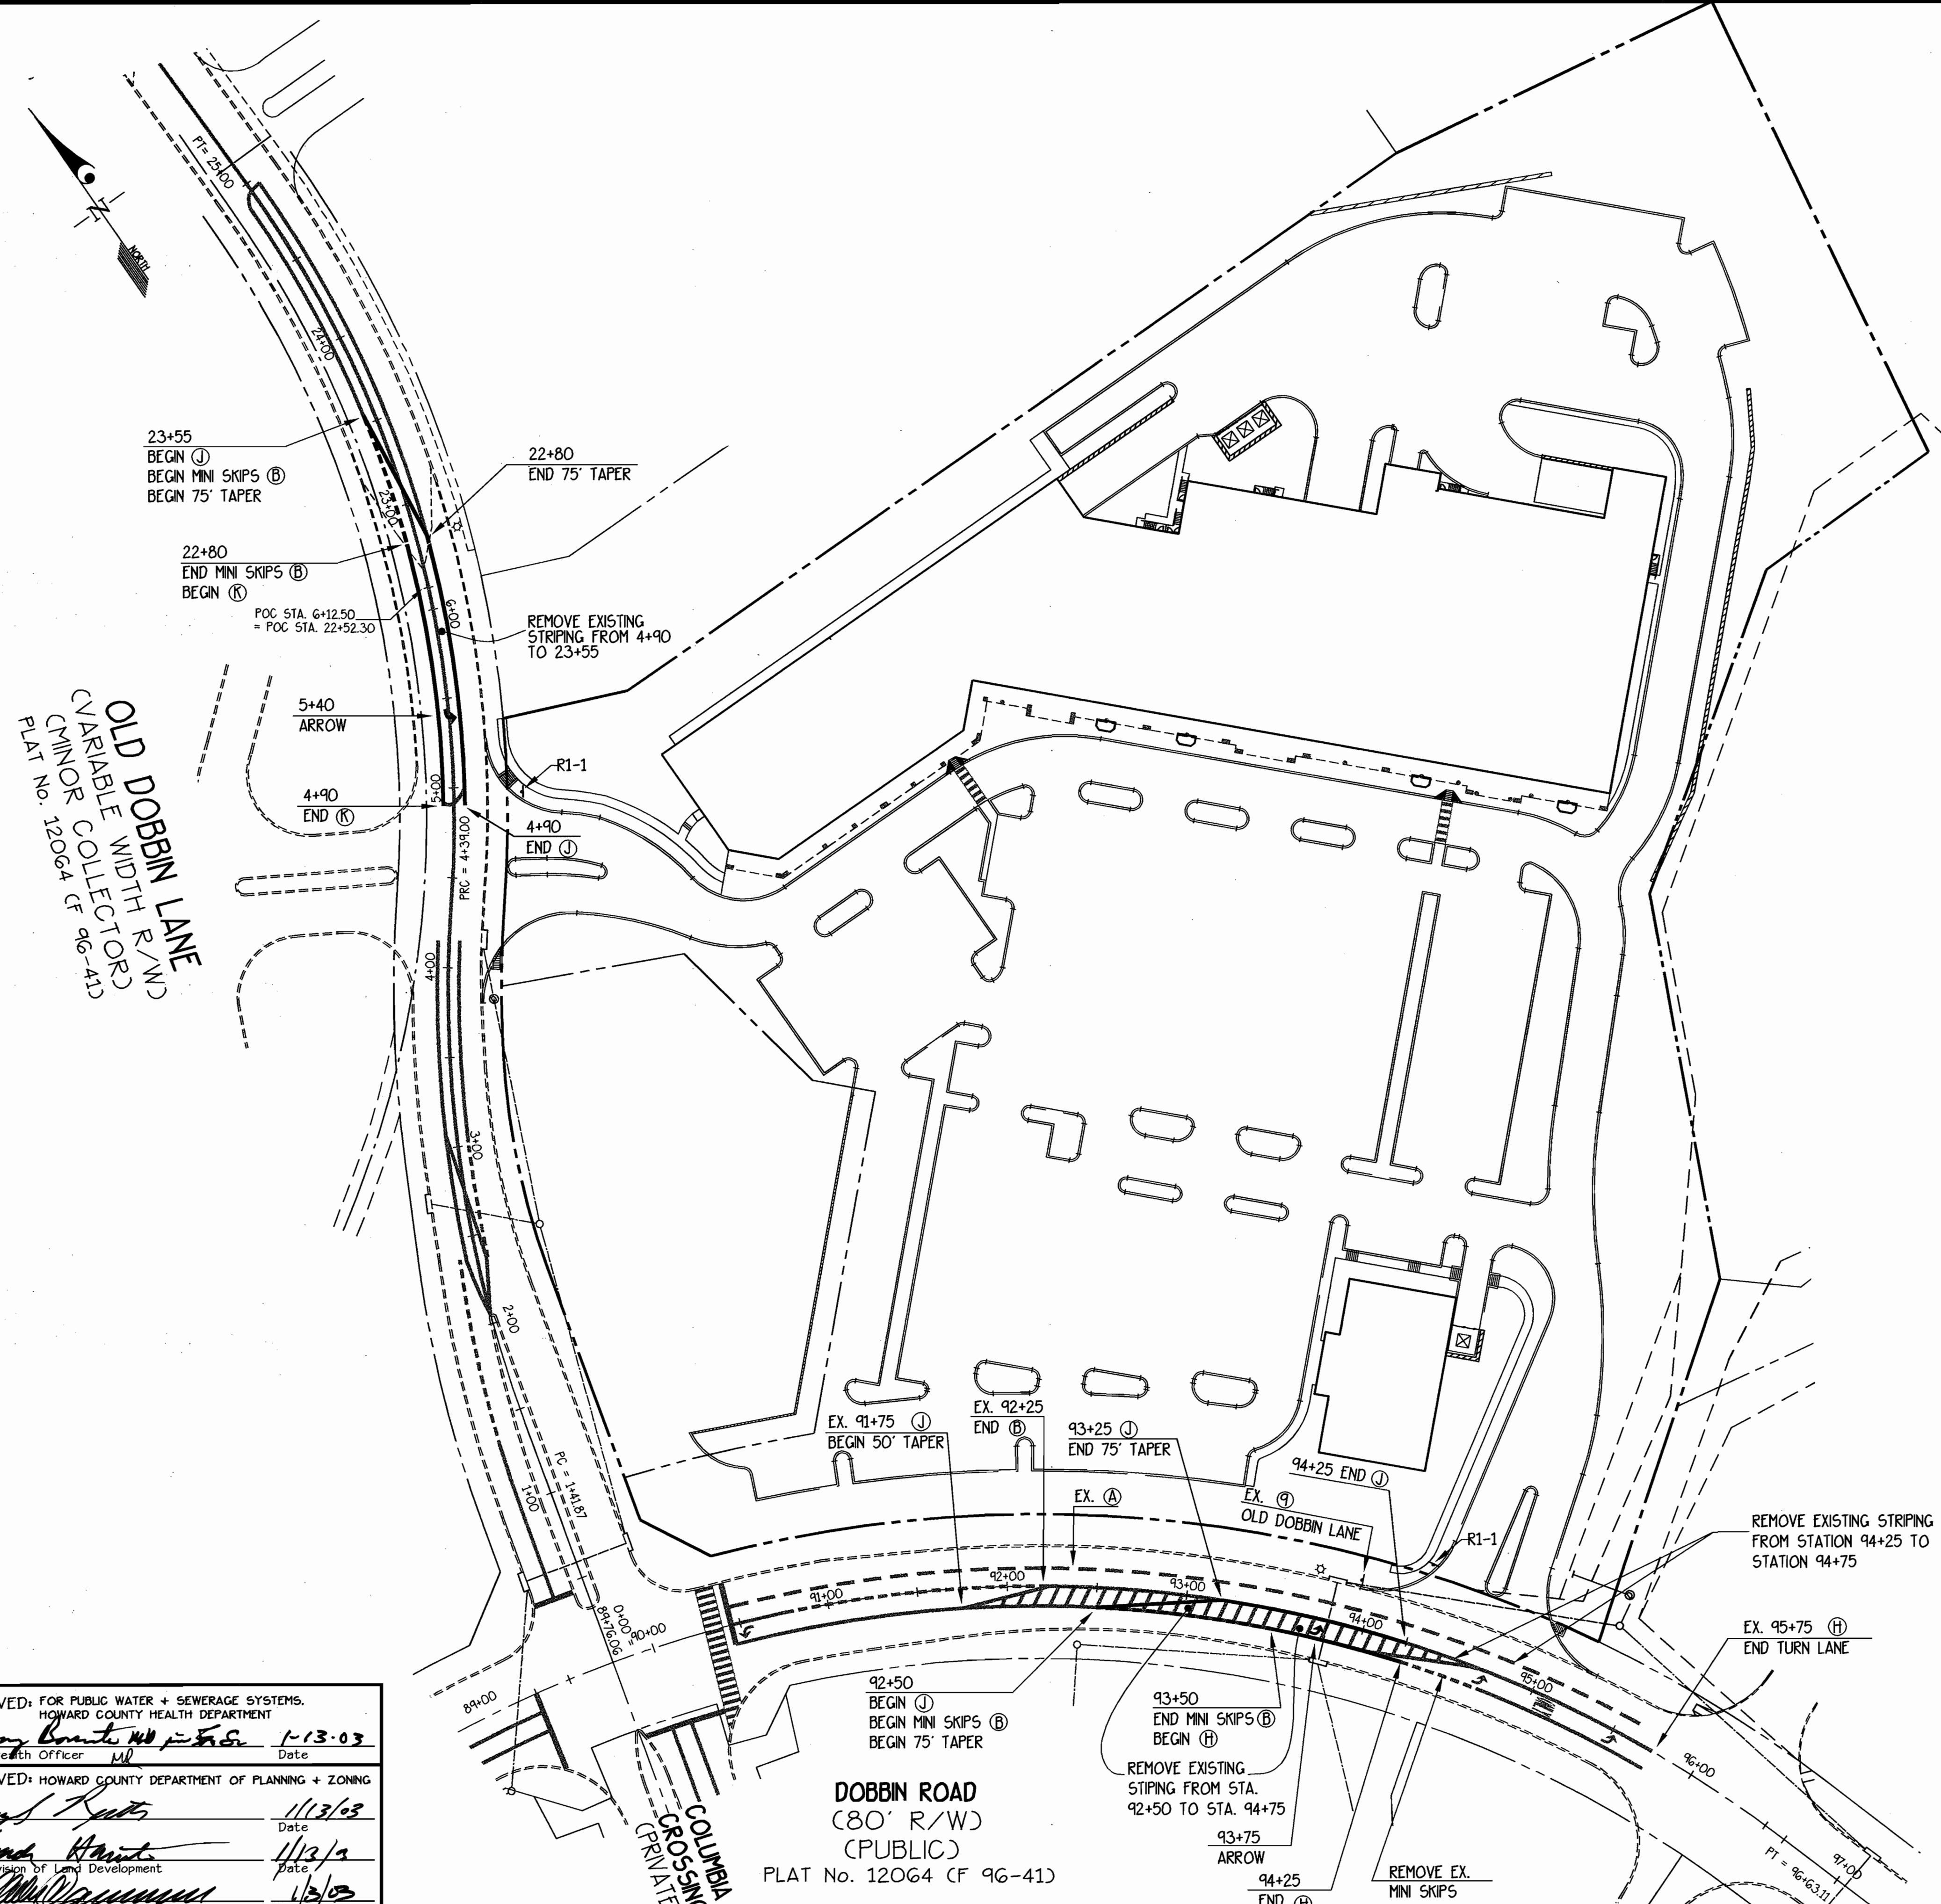 PT= 25+00
NORTH
24+00
23+55
BEGIN Ⓙ
BEGIN MINI SKIPS Ⓑ
BEGIN 75' TAPER
22+80
END 75' TAPER
23+00
22+80
END MINI SKIPS Ⓑ
BEGIN Ⓚ
POC STA. 6+12.50
= POC STA. 22+52.30
6+00
REMOVE EXISTING
STRIPING FROM 4+90
TO 23+55
5+40
ARROW
R1-1
5+00
4+90
END Ⓚ
4+90
END Ⓙ
PRC = 4+39.00
OLD DOBBIN LANE
(VARIABLE WIDTH R/W)
(MINOR COLLECTOR)
PLAT No. 12064 (F 96-41)
4+00
3+00
2+00
PC = 1+41.87
1+00
EX. 91+75 Ⓙ
BEGIN 50' TAPER
EX. 92+25
END Ⓑ
93+25 Ⓙ
END 75' TAPER
94+25 END Ⓙ
EX. Ⓐ
EX. ⑨
OLD DOBBIN LANE
R1-1
REMOVE EXISTING STRIPING
FROM STATION 94+25 TO
STATION 94+75
EX. 95+75 Ⓗ
END TURN LANE
89+00
0+00
89+76.06
=90+00
91+00
92+00
93+00
94+00
95+00
96+00
97+00
PT = 96+63.11
92+50
BEGIN Ⓙ
BEGIN MINI SKIPS Ⓑ
BEGIN 75' TAPER
93+50
END MINI SKIPS Ⓑ
BEGIN Ⓗ
REMOVE EXISTING
STIPING FROM STA.
92+50 TO STA. 94+75
93+75
ARROW
94+25
END Ⓗ
REMOVE EX.
MINI SKIPS
DOBBIN ROAD
(80' R/W)
(PUBLIC)
PLAT No. 12064 (F 96-41)
COLUMBIA
CROSSING
(PRIVATE
VED: FOR PUBLIC WATER + SEWERAGE SYSTEMS.
HOWARD COUNTY HEALTH DEPARTMENT
1-13-03
ealth Officer
Date
VED: HOWARD COUNTY DEPARTMENT OF PLANNING + ZONING
1/13/03
Date
ision of Land Development
Date